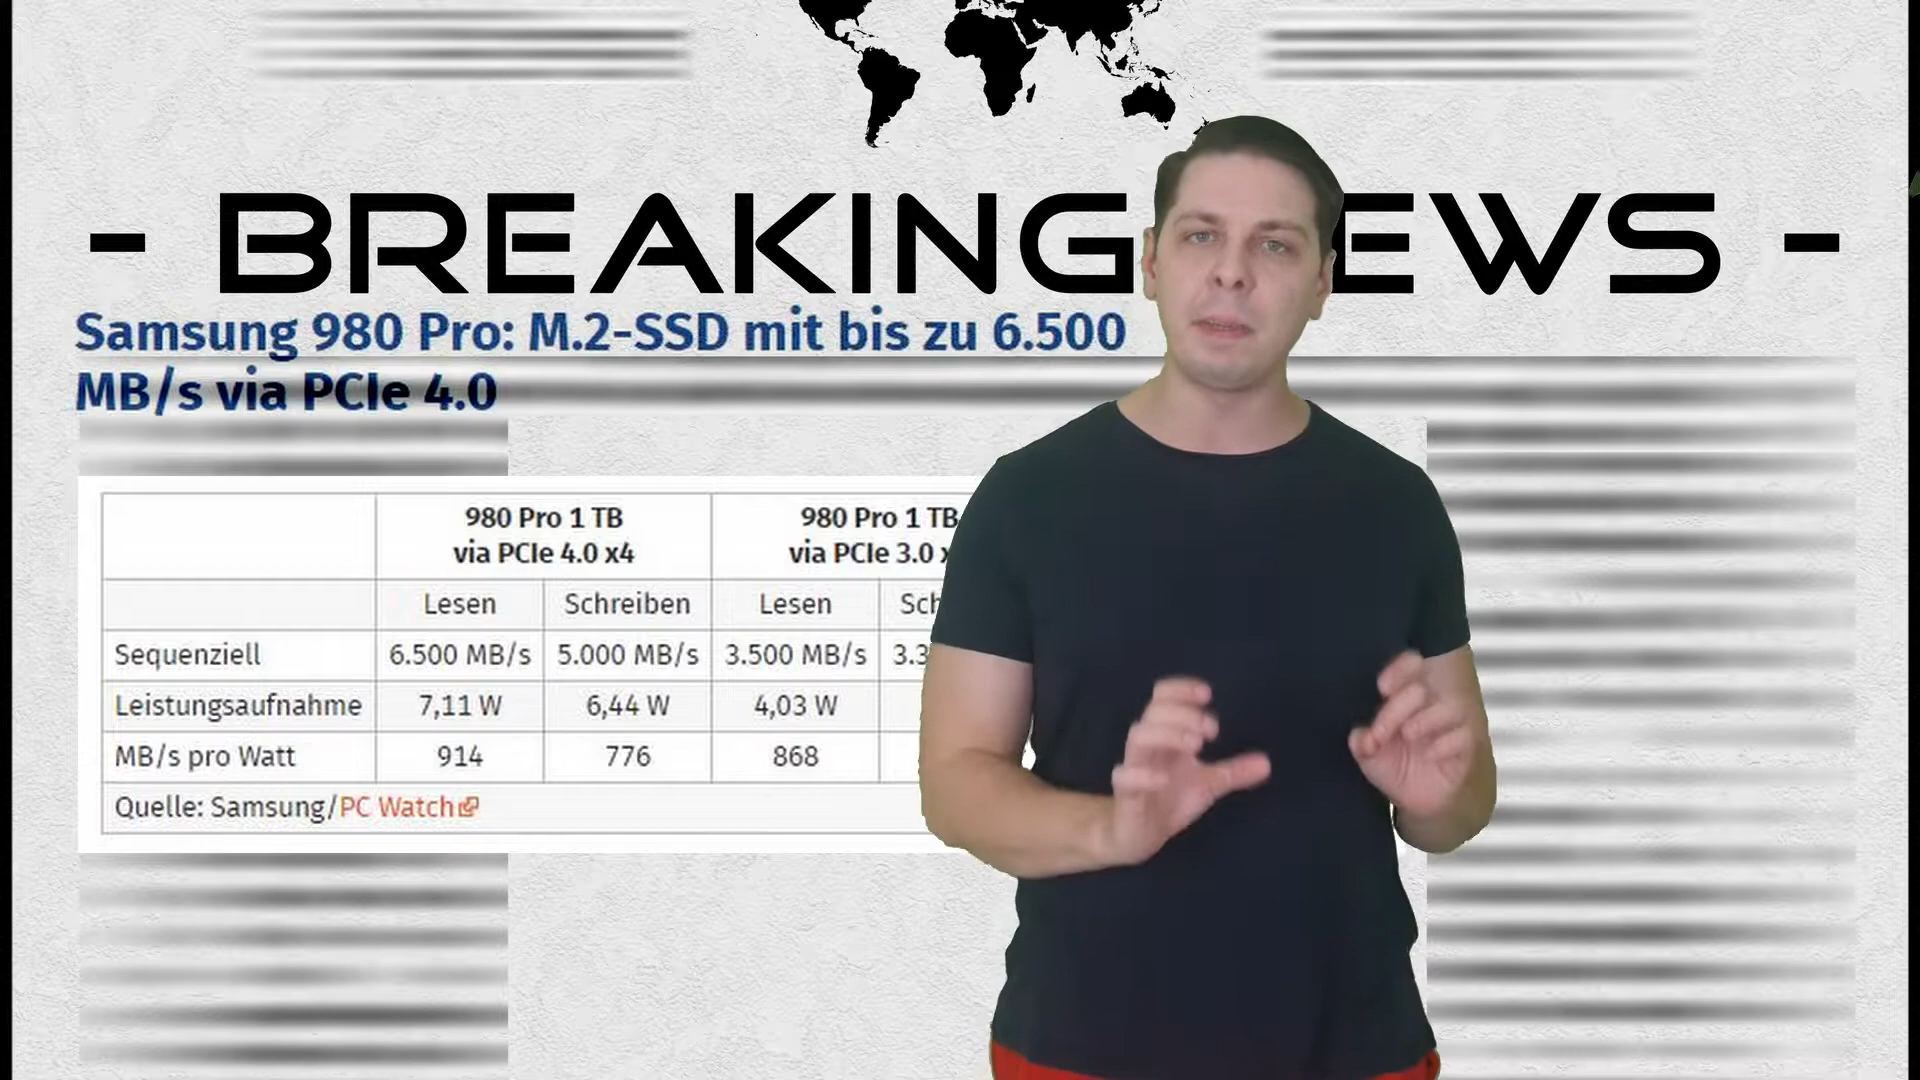 - BREAKING EWS -
Samsung 980 Pro: M.2-SSD mit bis zu 6.500
MB/s via PCIe 4.0
980 Pro 1 TB
via PCIe 4.0 x4
980 Pro 1 TB
via PCIe 3.0
Lesen Schreiben Lesen Sch
Sequenziell 6.500 MB/s 5.000 MB/s 3.500 MB/s 3.3
Leistungsaufnahme 7,11 W 6,44 W 4,03 W
MB/s pro Watt 914 776 868
Quelle: Samsung/PC Watch